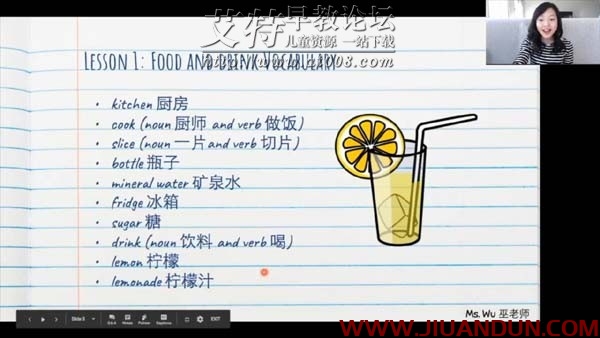 艾特早教论坛
儿童资源 一站下载
LESSON 1: FOOD AND DRINK VOCABULARY
kitchen 厨房
cook (noun 厨师 and verb 做饭)
slice (noun 一片 and verb 切片)
bottle 瓶子
mineral water 矿泉水
fridge 冰箱
sugar 糖
drink (noun 饮料 and verb 喝)
lemon 柠檬
lemonade 柠檬汁
Ms. Wu 巫老师
EXIT
WWW.JIUANDUN.COM